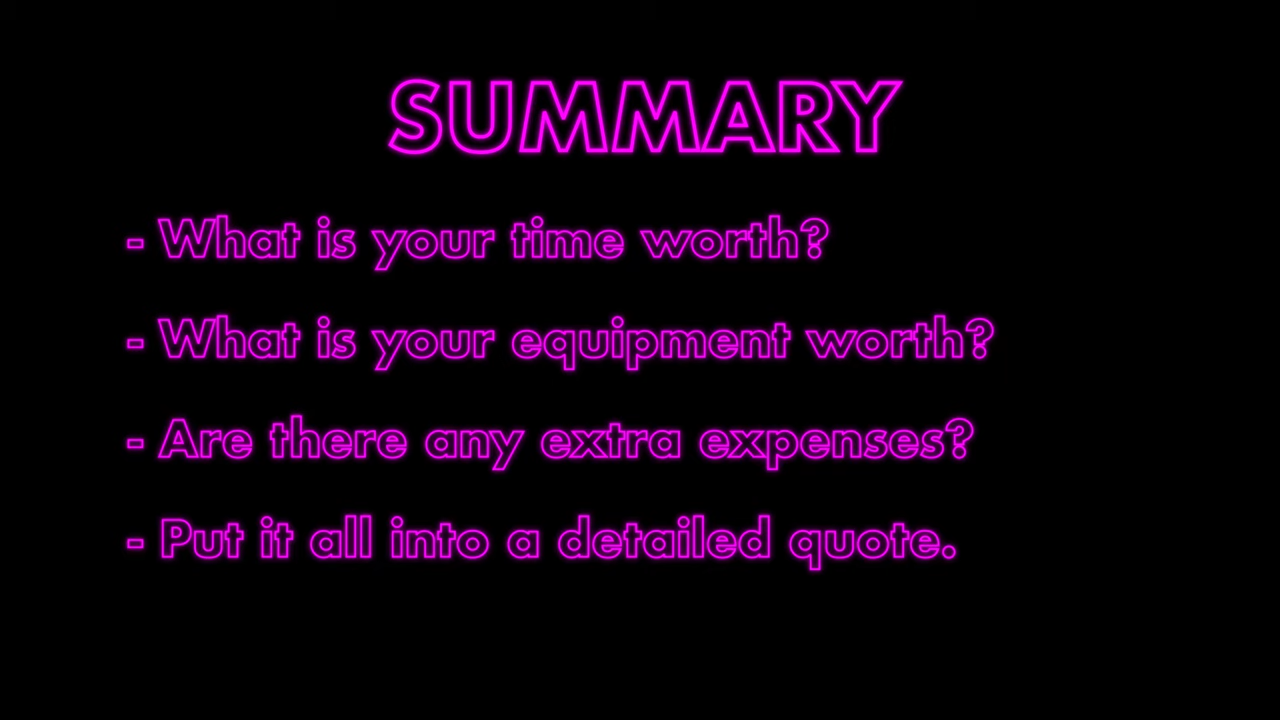 SUMMARY
- What is your time worth?
- What is your equipment worth?
- Are there any extra expenses?
- Put it all into a detailed quote.